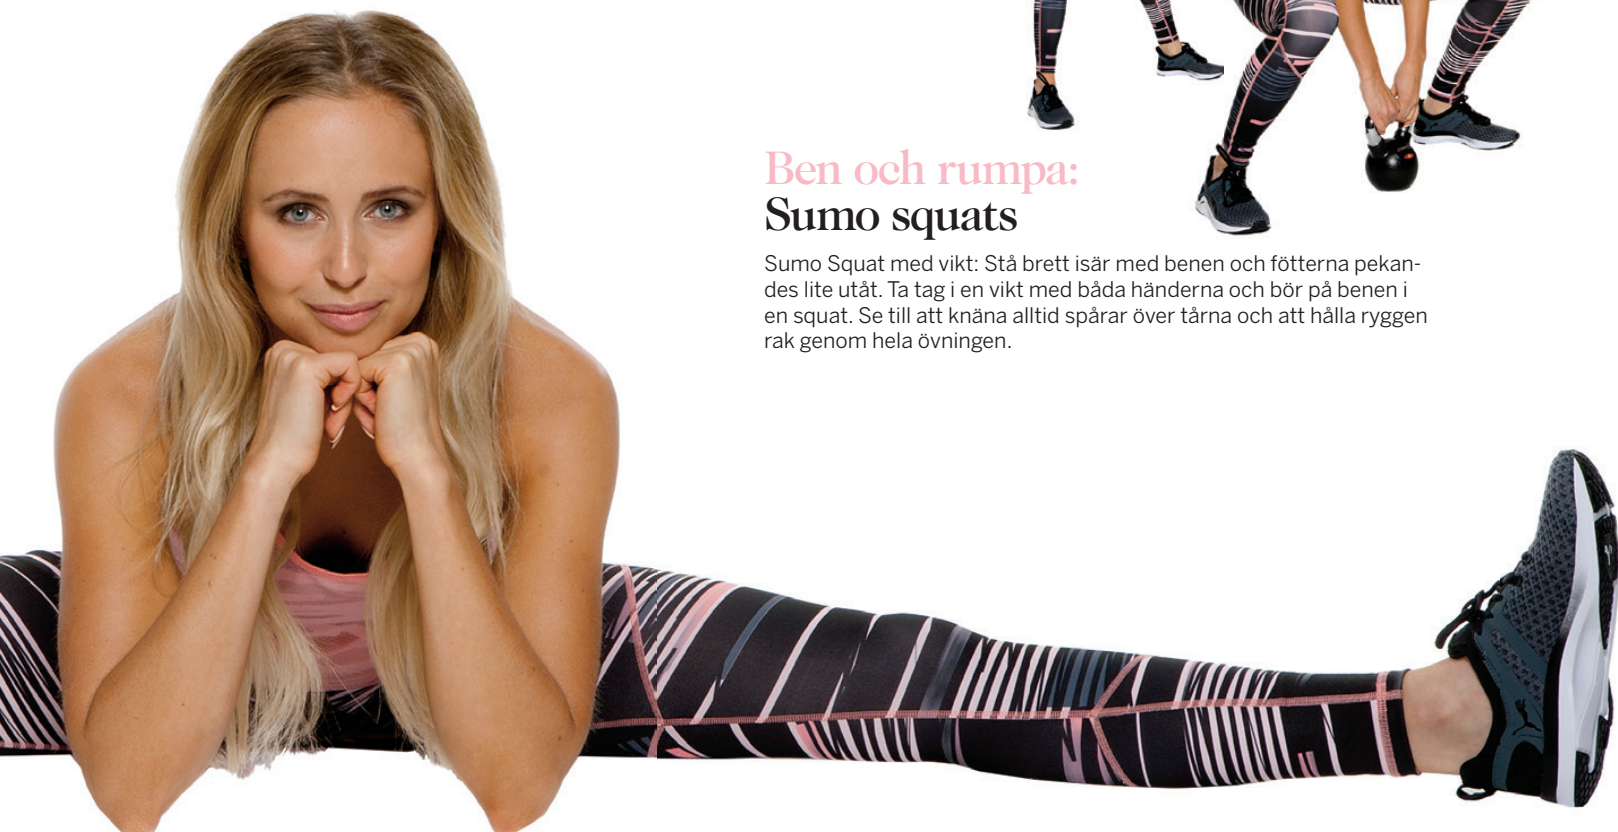 Ben och rumpa:
Sumo squats
Sumo Squat med vikt: Stå brett isär med benen och fötterna pekan-
des lite utåt. Ta tag i en vikt med båda händerna och bör på benen i
en squat. Se till att knäna alltid spårar över tårna och att hålla ryggen
rak genom hela övningen.